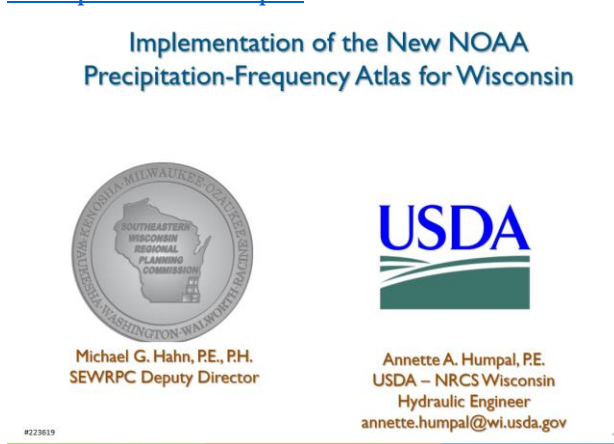 Implementation of the New NOAA
Precipitation-Frequency Atlas for Wisconsin
KENOSHA·MILWAUKEE·OZAUKEE·WAUKESHA·WASHINGTON·WALWORTH·RACINE
SOUTHEASTERN
WISCONSIN
REGIONAL
PLANNING
COMMISSION
USDA
Michael G. Hahn, P.E., P.H.
SEWRPC Deputy Director
Annette A. Humpal, P.E.
USDA – NRCS Wisconsin
Hydraulic Engineer
annette.humpal@wi.usda.gov
#223619